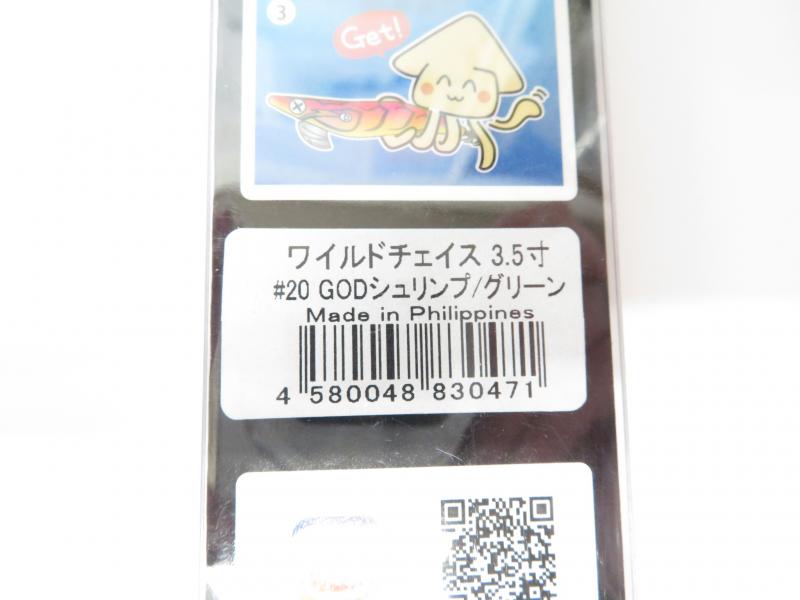 3
Get!
ワイルドチェイス 3.5寸
#20 GODシュリンプ/グリーン
Made in Philippines
4 580048 830471